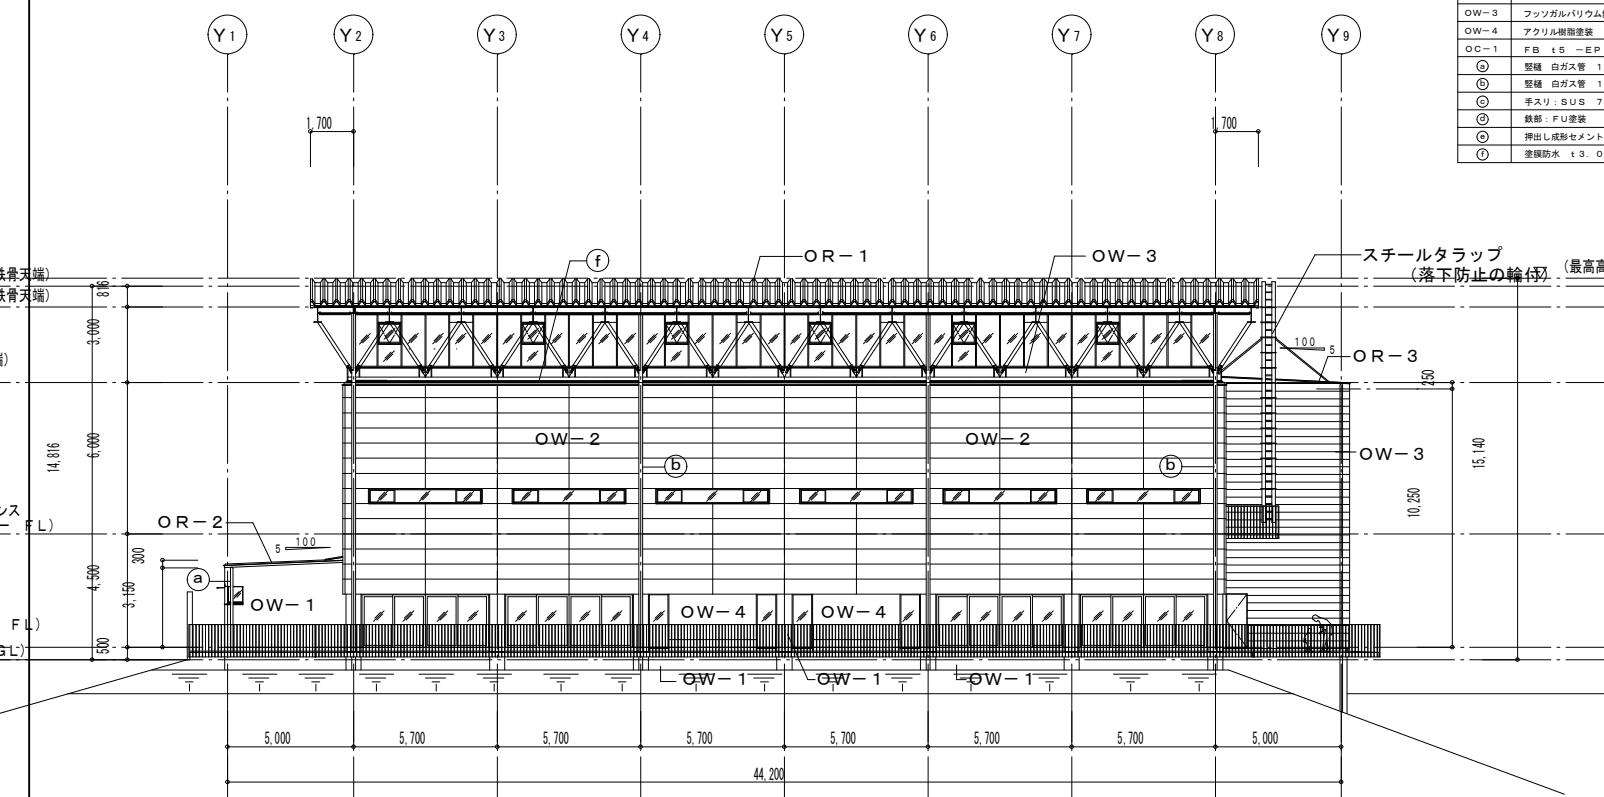 OW－3 フッソガルバリウム
OW－4 アクリル樹脂塗装
OC－1 FB t5 －EP
ⓐ 竪樋 白ガス管 1
ⓑ 竪樋 白ガス管 1
ⓒ 手スリ：SUS 7
ⓓ 鉄部：FU塗装
ⓔ 押出し成形セメント
ⓕ 塗膜防水 t3. 0
Y1 Y2 Y3 Y4 Y5 Y6 Y7 Y8 Y9
1,700 1,700
OR－1 OW－3 スチールタラップ
ⓕ (落下防止の輪付) (最高高
鉄骨天端)
鉄骨天端)
816
3,000
端)
100
5
OR－3
250
OW－2 OW－2
6,000
14,816
ⓑ ⓑ
OW－3
15,140
10,250
ンス
－ FL)
OR－2
5 100
300
4,500
3,150
ⓐ
OW－1 OW－4 OW－4
FL)
500
GL)
OW－1 OW－1 OW－1
5,000 5,700 5,700 5,700 5,700 5,700 5,700 5,000
44,200